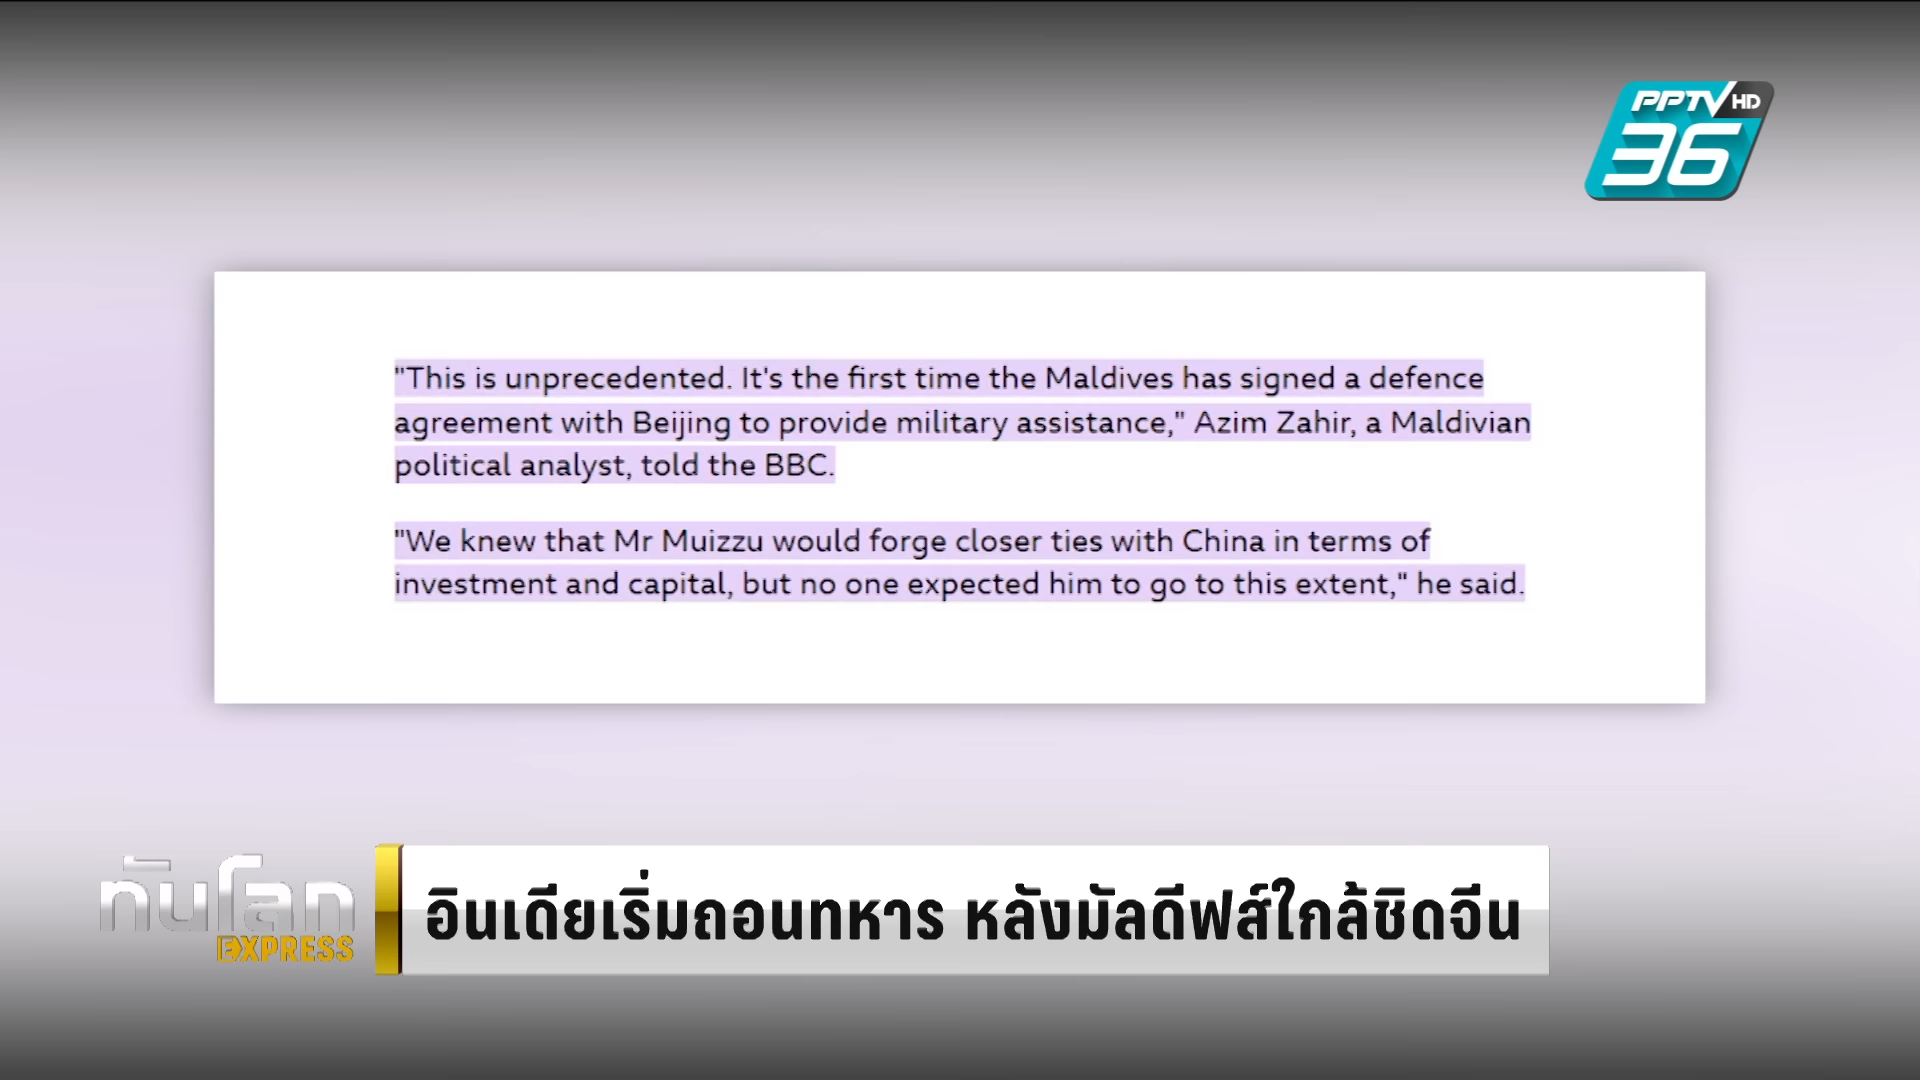 PPTV HD
36
"This is unprecedented. It's the first time the Maldives has signed a defence
agreement with Beijing to provide military assistance," Azim Zahir, a Maldivian
political analyst, told the BBC.
"We knew that Mr Muizzu would forge closer ties with China in terms of
investment and capital, but no one expected him to go to this extent," he said.
ทันโลก
EXPRESS
อินเดียเริ่มถอนทหาร หลังมัลดีฟส์ใกล้ชิดจีน